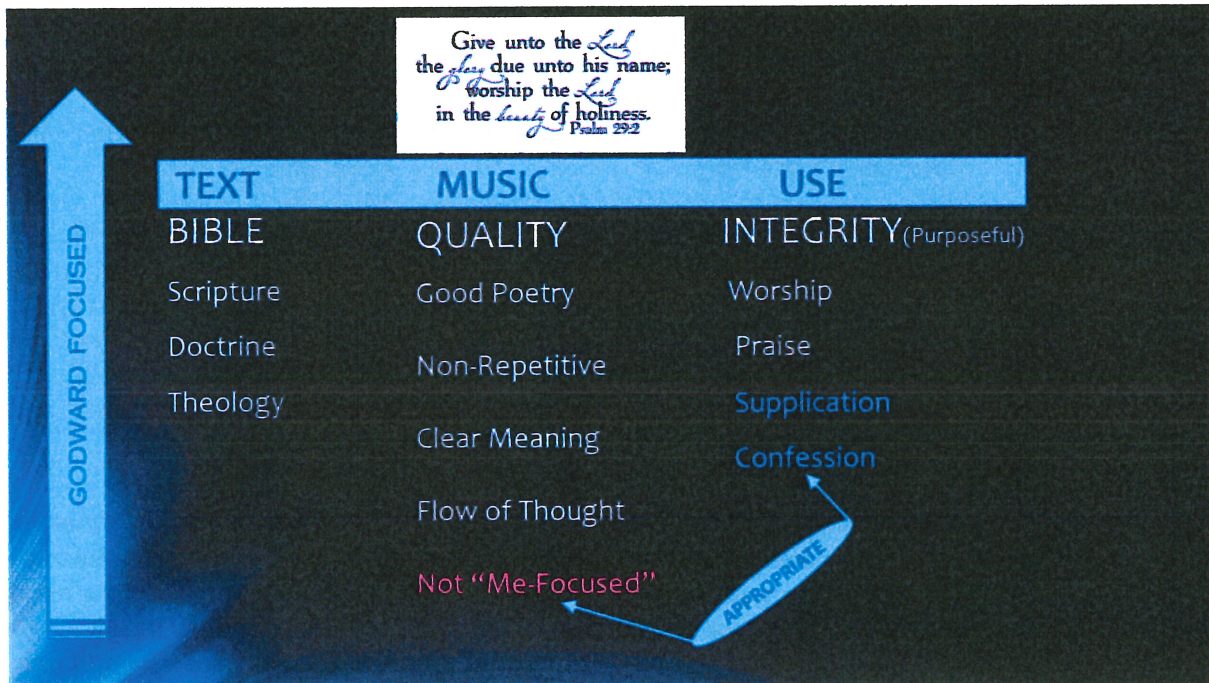 Give unto the Lord
the glory due unto his name;
worship the Lord
in the beauty of holiness.
Psalm 29:2
GODWARD FOCUSED
TEXT MUSIC USE
BIBLE QUALITY INTEGRITY(Purposeful)
Scripture Good Poetry Worship
Doctrine Non-Repetitive Praise
Theology Clear Meaning Supplication
Flow of Thought Confession
Not “Me-Focused”
APPROPRIATE